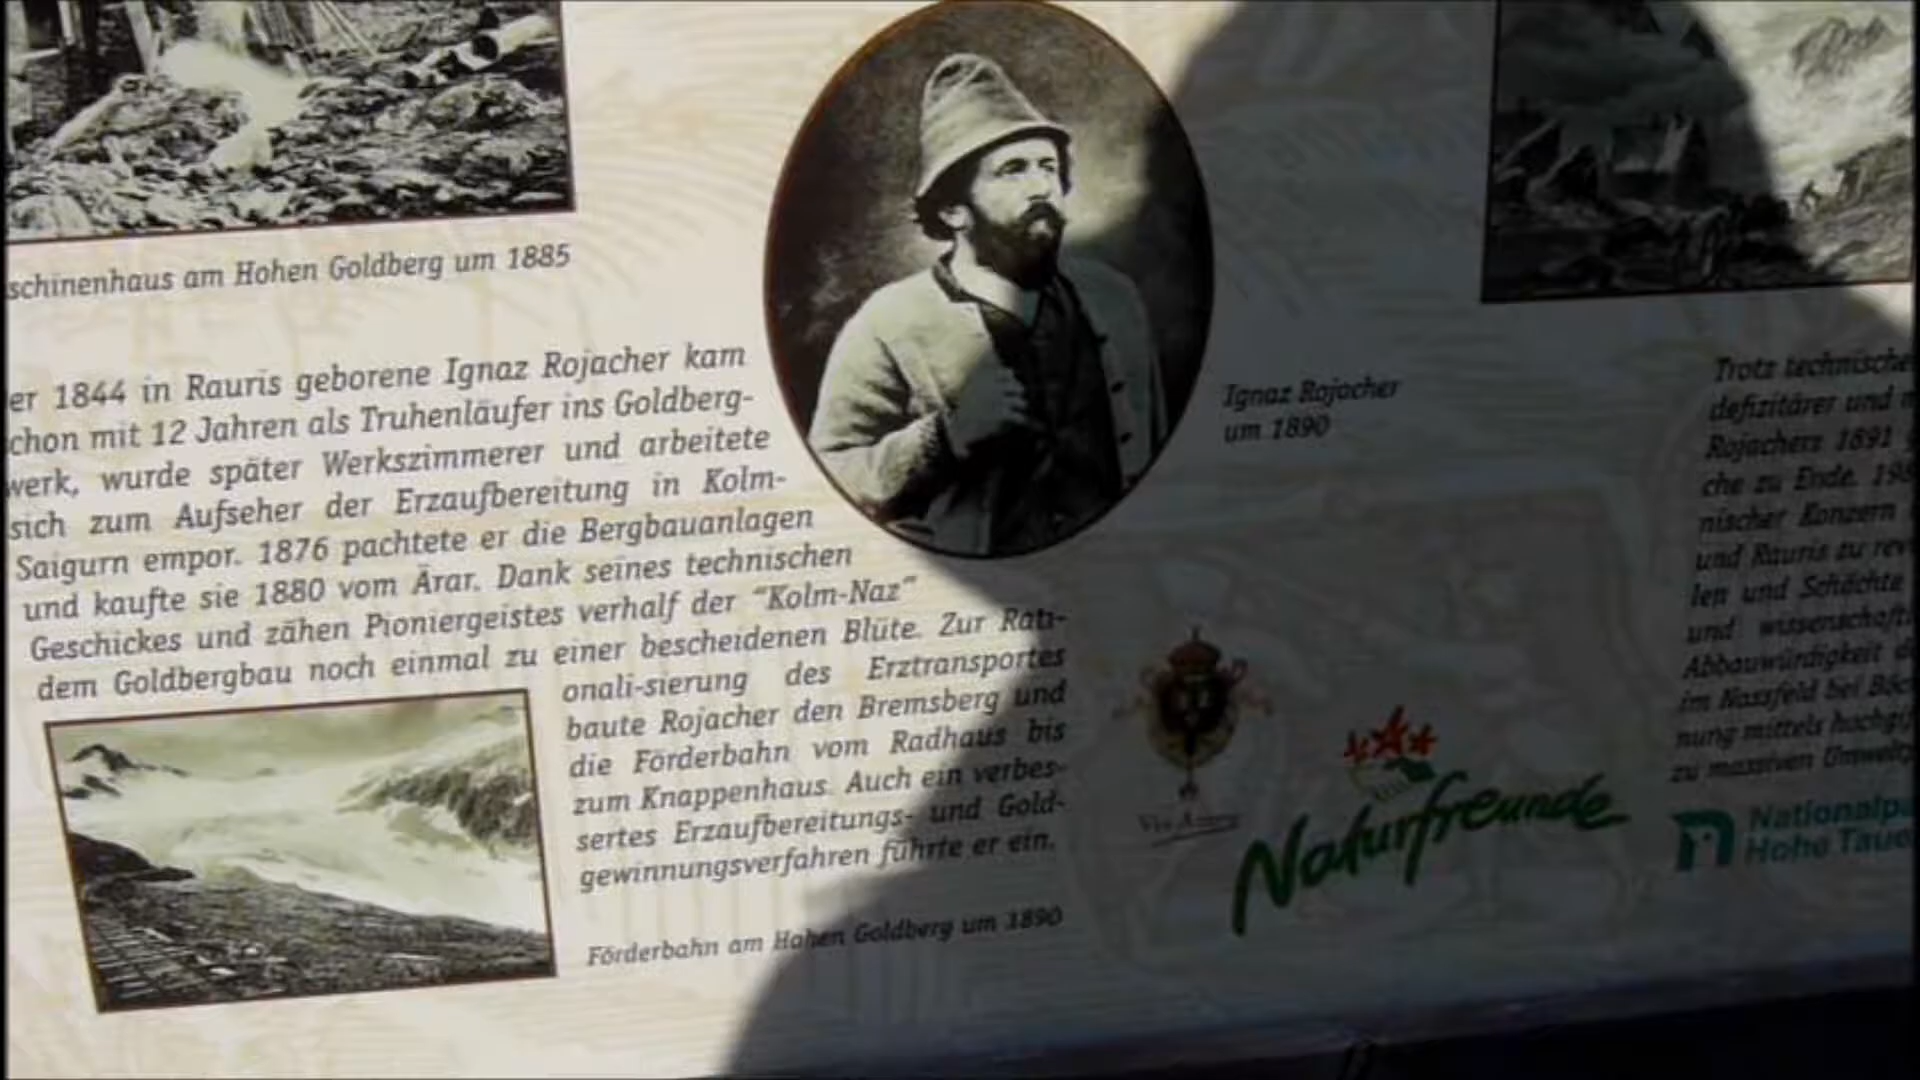 schinenhaus am Hohen Goldberg um 1885
er 1844 in Rauris geborene Ignaz Rojacher kam
chon mit 12 Jahren als Truhenläufer ins Goldberg-
werk, wurde später Werkszimmerer und arbeitete
sich zum Aufseher der Erzaufbereitung in Kolm-
Saigurn empor. 1876 pachtete er die Bergbauanlagen
und kaufte sie 1880 vom Ärar. Dank seines technischen
Geschickes und zähen Pioniergeistes verhalf der "Kolm-Naz"
dem Goldbergbau noch einmal zu einer bescheidenen Blüte. Zur Rati-
onali-sierung des Erztransportes
baute Rojacher den Bremsberg und
die Förderbahn vom Radhaus bis
zum Knappenhaus. Auch ein verbes-
sertes Erzaufbereitungs- und Gold-
gewinnungsverfahren führte er ein.
Förderbahn am Hohen Goldberg um 1890
Ignaz Rojacher
um 1890
Trotz technische
defizitärer und
Rojachers 1891
che zu Ende. 19
nischer Konzern
und Rauris zu
len und Schächte
und wissenschaft
Abbauwürdigkeit
im Nassfeld bei
nung mittels
zu massiven Umwelt
Naturfreunde
Nationalpa
Hohe Taue